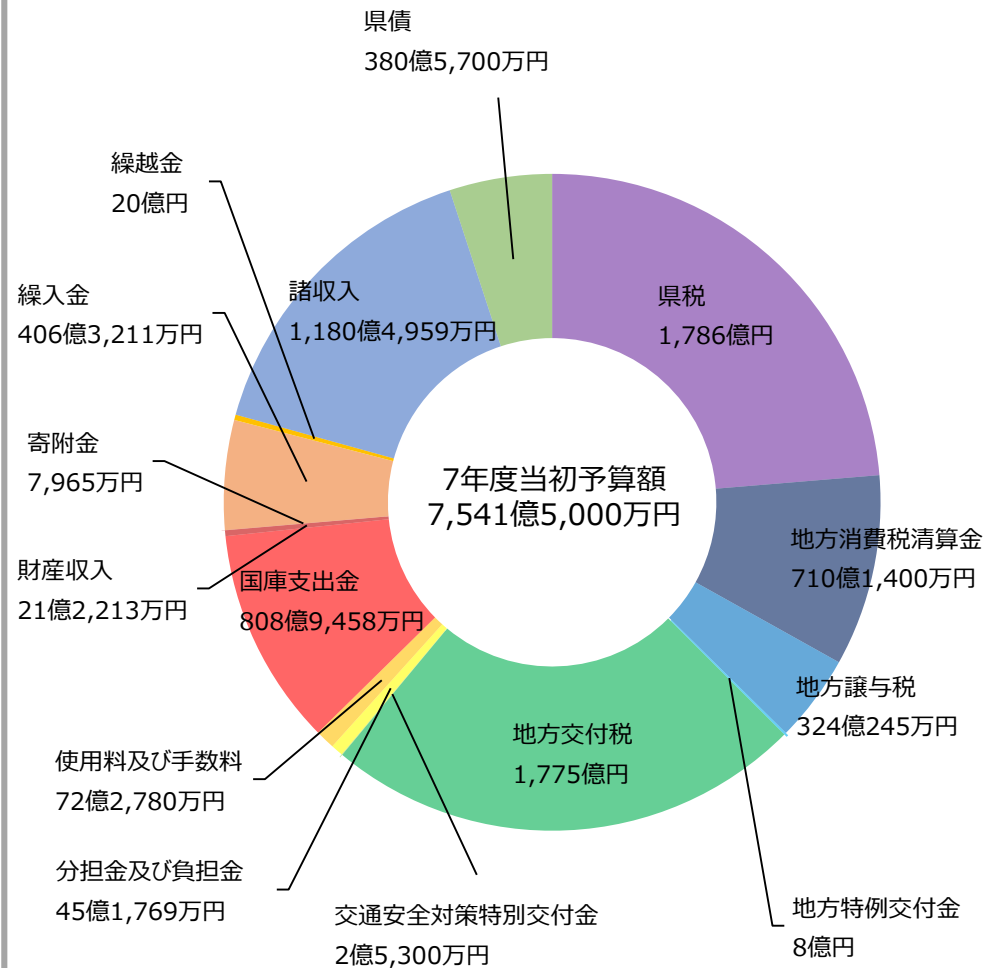 県債
380億5,700万円
繰越金
20億円
繰入金
406億3,211万円
諸収入
1,180億4,959万円
県税
1,786億円
寄附金
7,965万円
7年度当初予算額
7,541億5,000万円
地方消費税清算金
710億1,400万円
財産収入
21億2,213万円
国庫支出金
808億9,458万円
地方譲与税
324億245万円
地方交付税
1,775億円
使用料及び手数料
72億2,780万円
分担金及び負担金
45億1,769万円
交通安全対策特別交付金
2億5,300万円
地方特例交付金
8億円